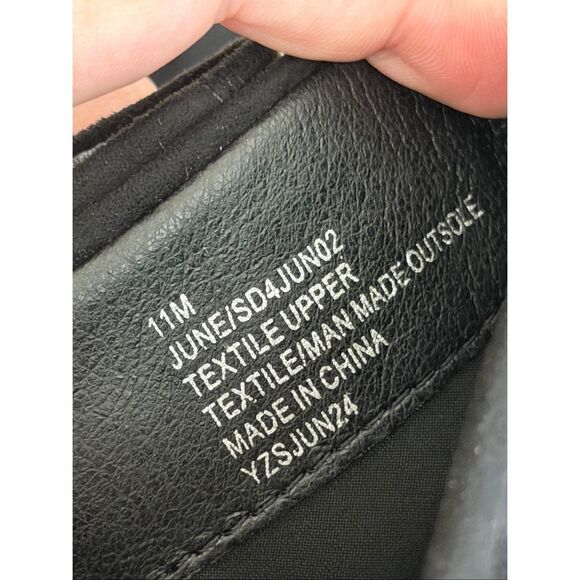 11M
JUNE/SD4JUN02
TEXTILE UPPER
TEXTILE/MAN MADE OUTSOLE
MADE IN CHINA
YZSJUN24